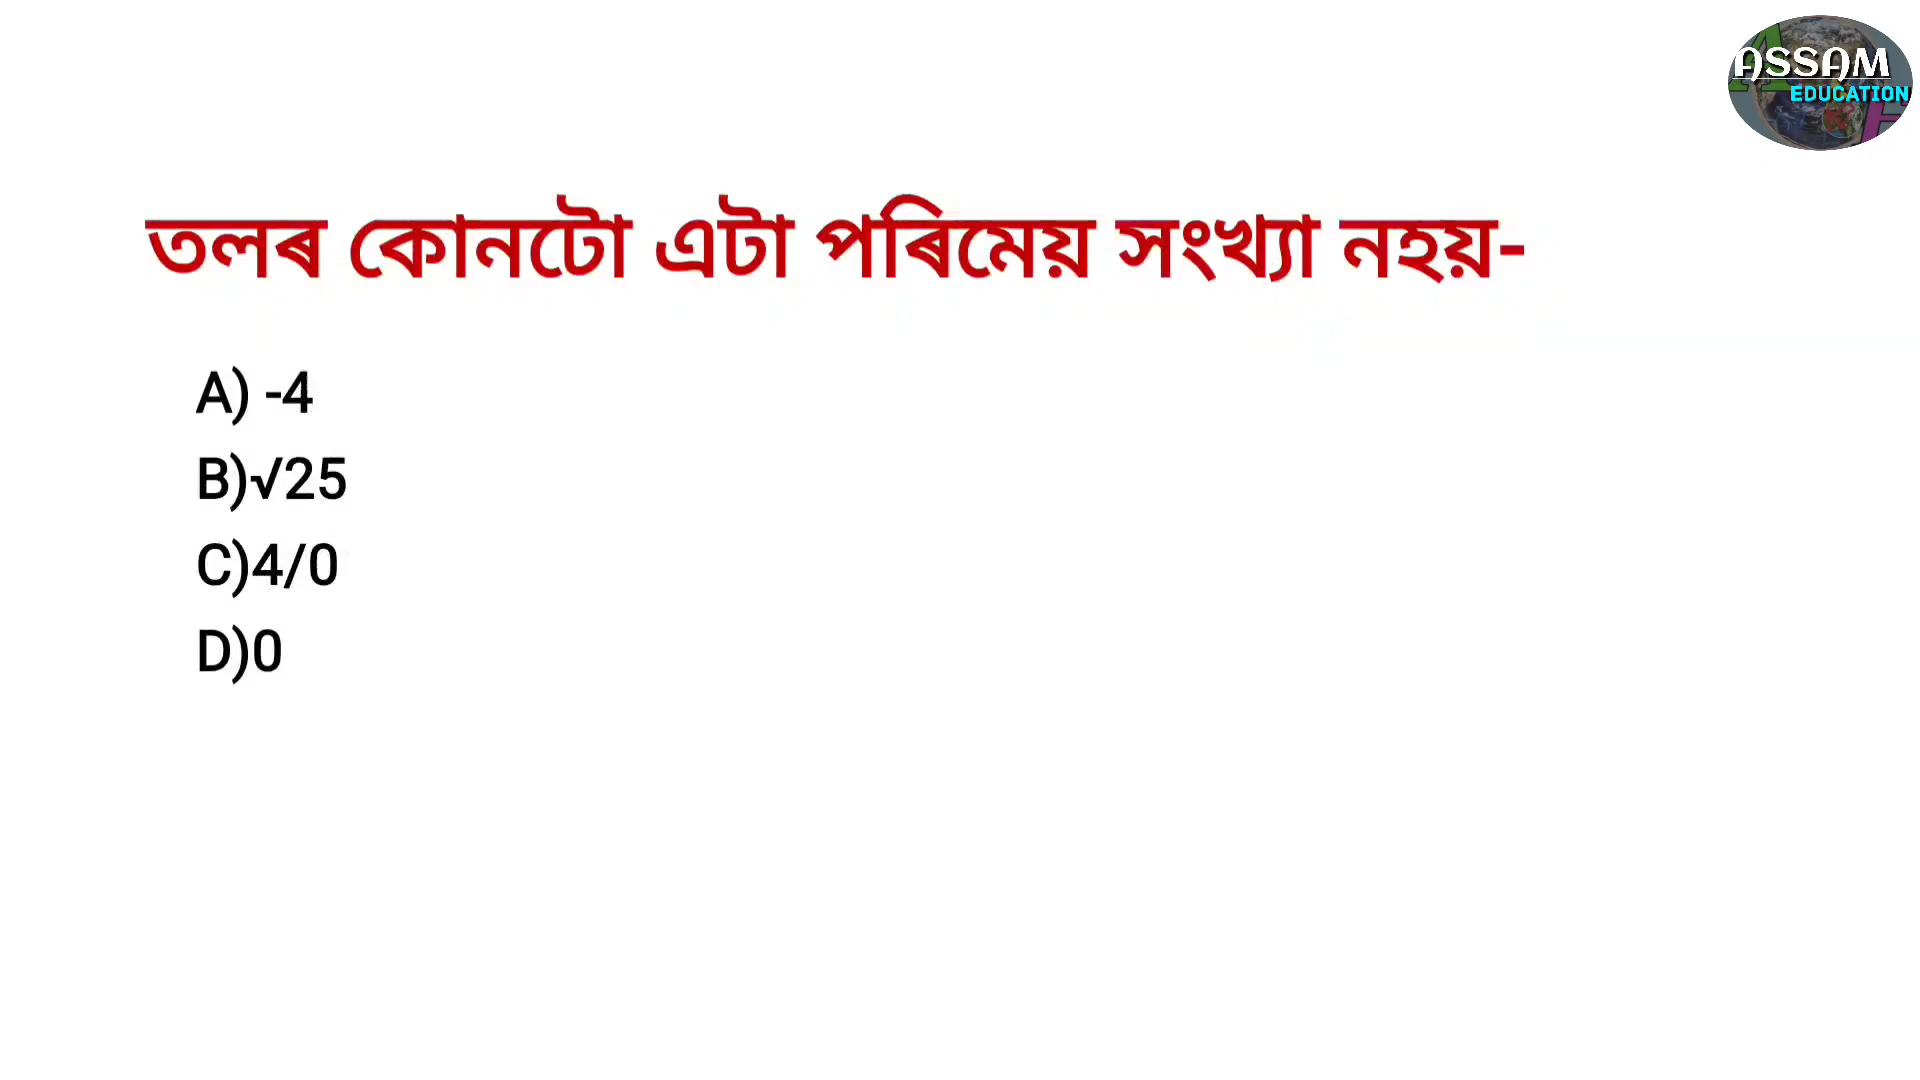 ASSAM
EDUCATION
তলৰ কোনটো এটা পৰিমেয় সংখ্যা নহয়-
A) -4
B)√25
C)4/0
D)0